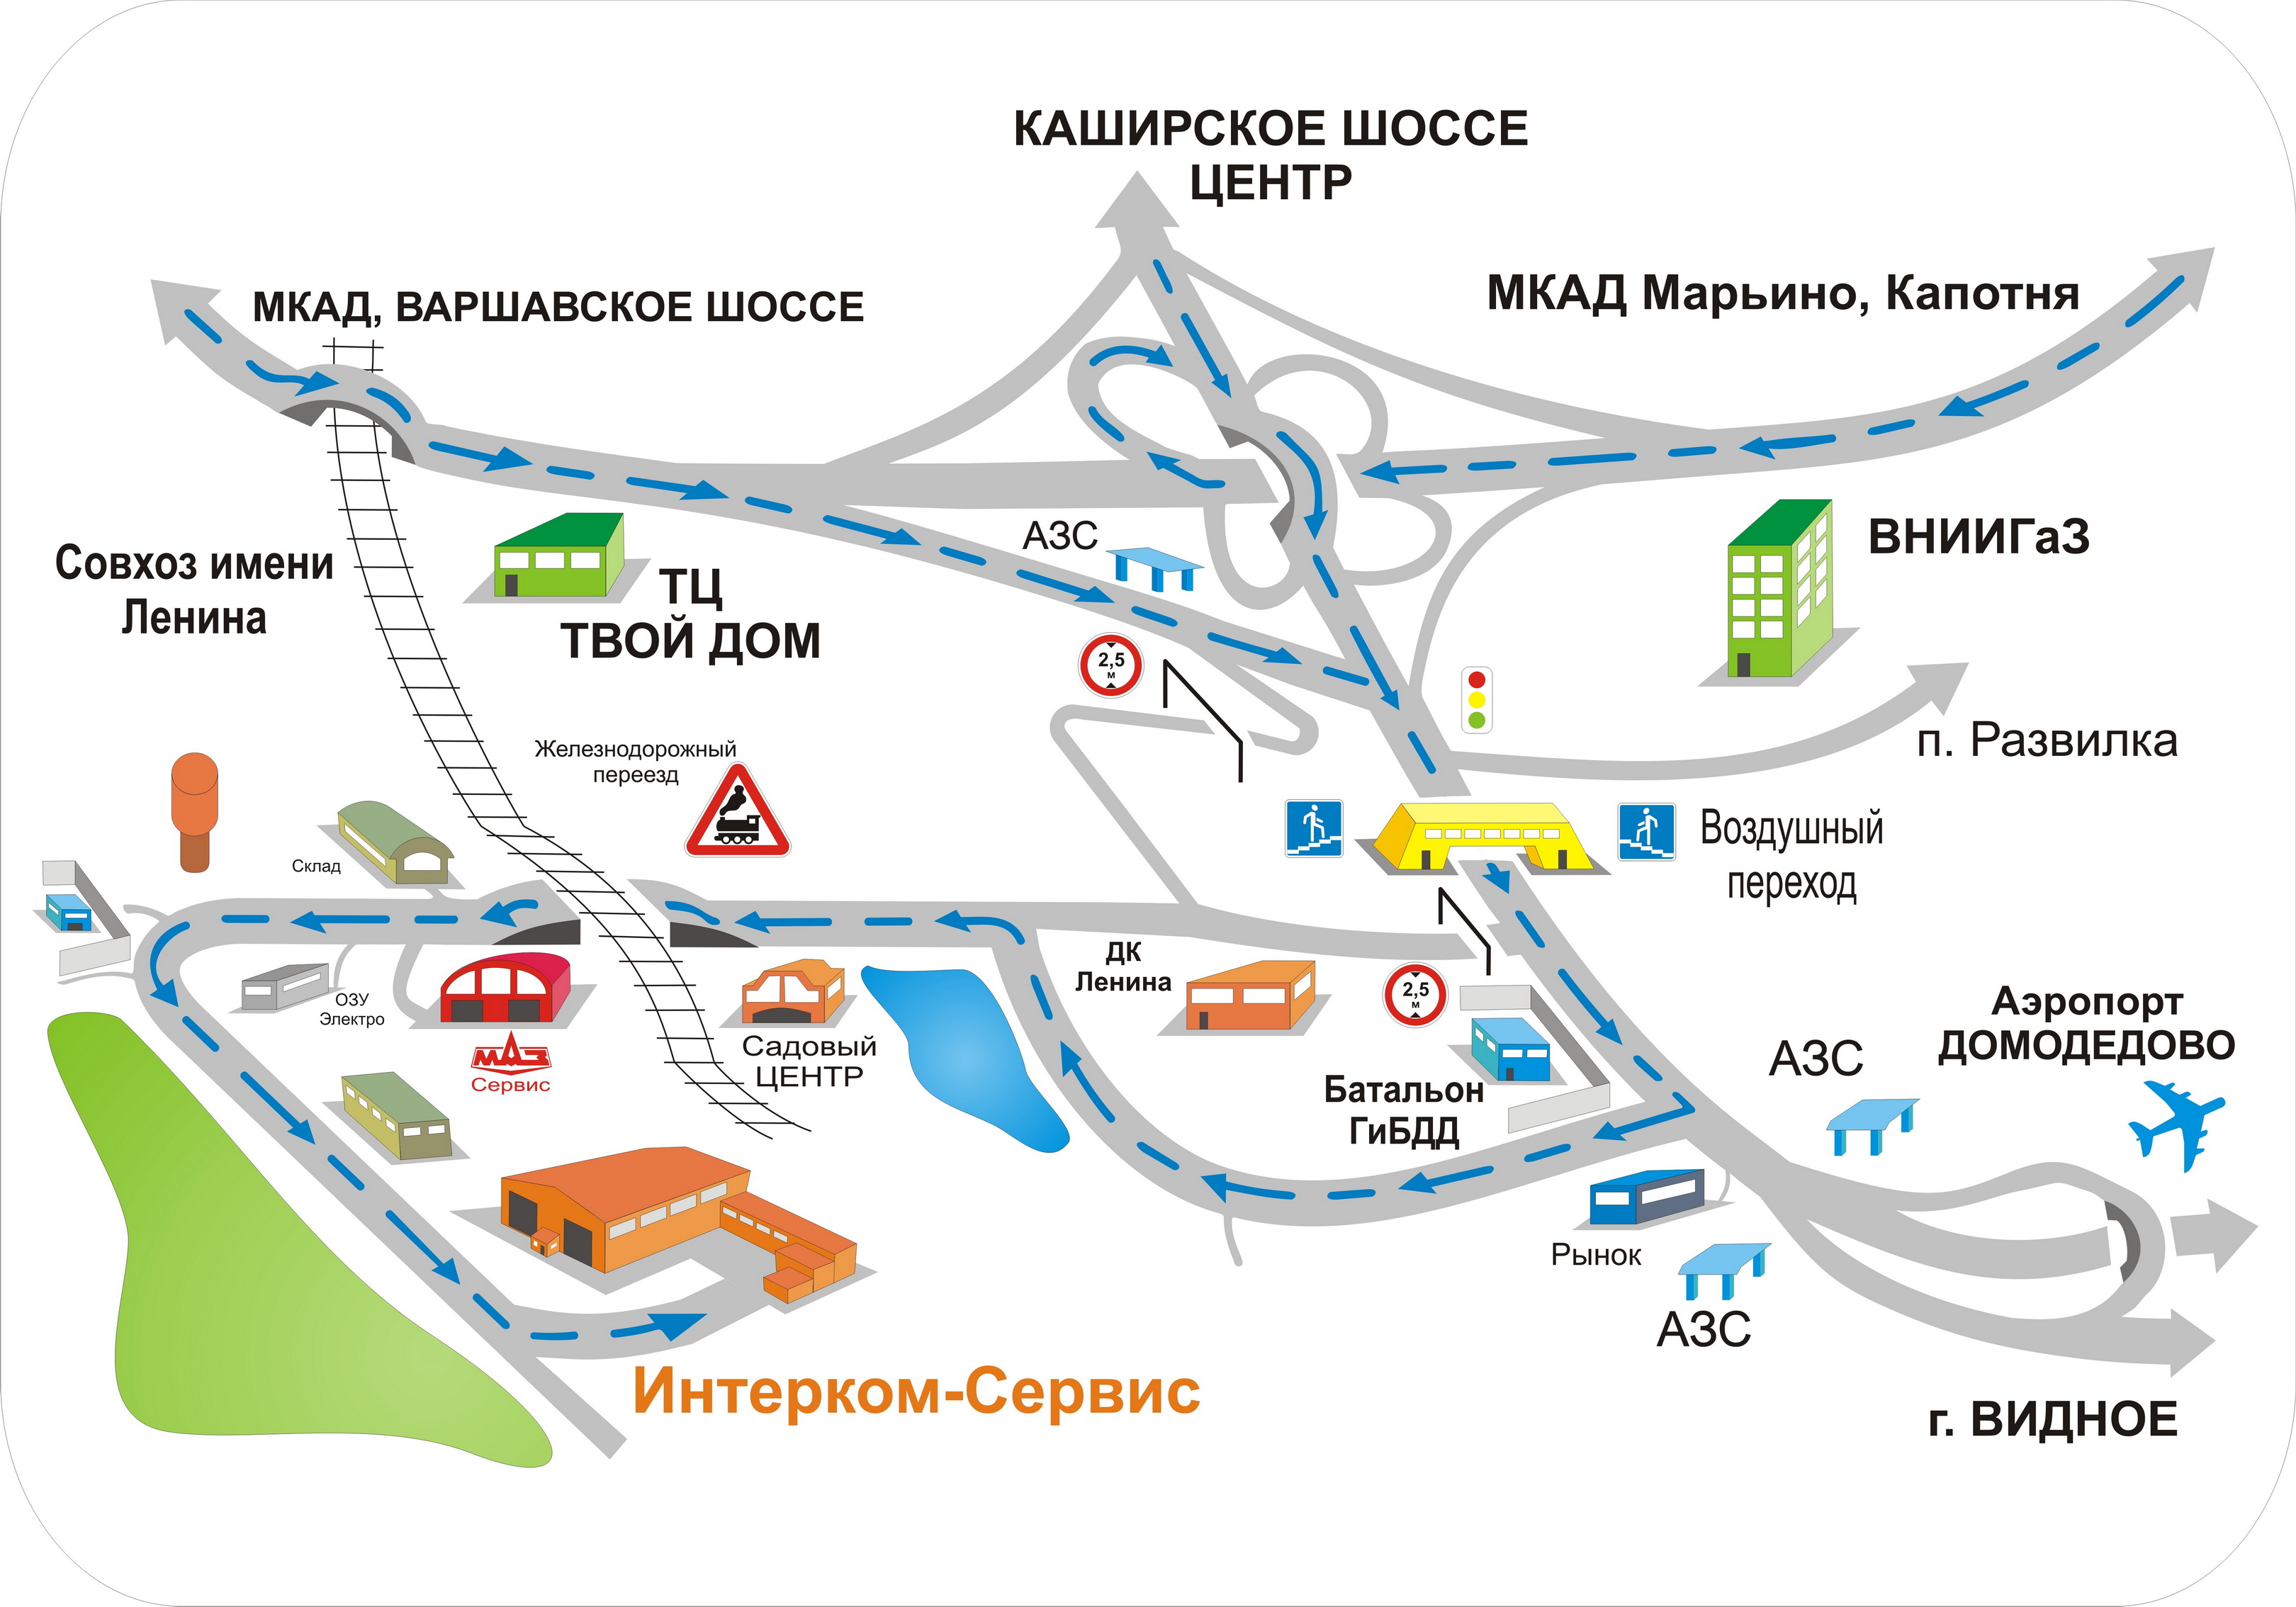 КАШИРСКОЕ ШОССЕ
ЦЕНТР
МКАД, ВАРШАВСКОЕ ШОССЕ
МКАД Марьино, Капотня
АЗС
ВНИИГаЗ
Совхоз имени
Ленина
ТЦ
ТВОЙ ДОМ
2,5
м
п. Развилка
Железнодорожный
переезд
Воздушный
переход
Склад
ДК
Ленина
2,5
м
ОЗУ
Электро
Аэропорт
ДОМОДЕДОВО
АЗС
Садовый
ЦЕНТР
МАЗ
Сервис
Батальон
ГиБДД
Рынок
АЗС
Интерком-Сервис
г. ВИДНОЕ